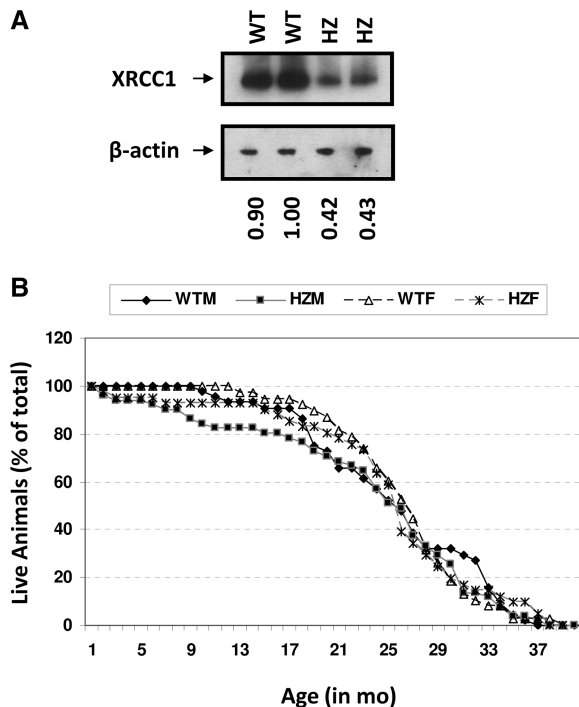 A
WT WT HZ HZ
XRCC1
β-actin
0.90 1.00 0.42 0.43
B
WTM HZM WTF HZF
120
100
80
60
40
20
0
Live Animals (% of total)
1 5 9 13 17 21 25 29 33 37
Age (in mo)